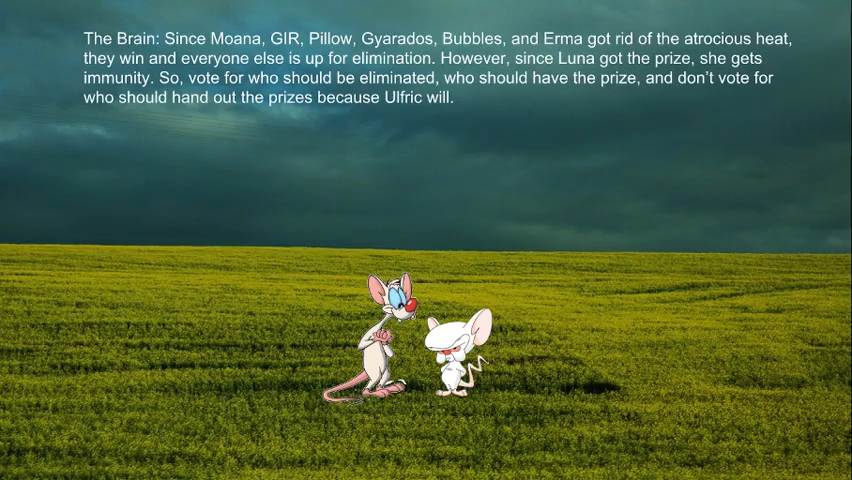 The Brain: Since Moana, GIR, Pillow, Gyarados, Bubbles, and Erma got rid of the atrocious heat,
they win and everyone else is up for elimination. However, since Luna got the prize, she gets
immunity. So, vote for who should be eliminated, who should have the prize, and don’t vote for
who should hand out the prizes because Ulfric will.